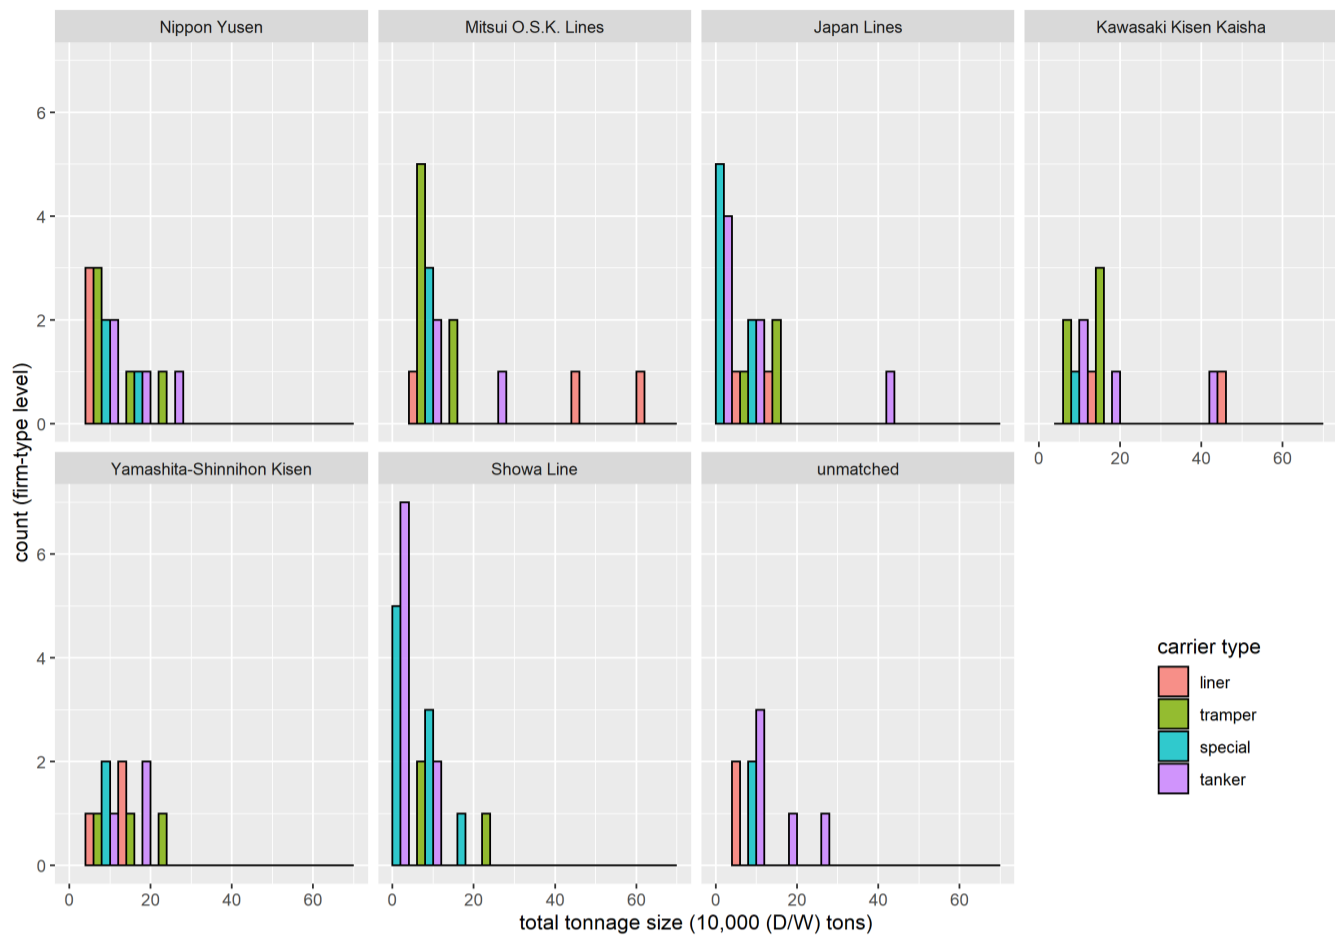 Nippon Yusen
Mitsui O.S.K. Lines
Japan Lines
Kawasaki Kisen Kaisha
6
4
2
0
0 20 40 60
Yamashita-Shinnihon Kisen
Showa Line
unmatched
6
4
2
0
0 20 40 60
0 20 40 60
0 20 40 60
count (firm-type level)
total tonnage size (10,000 (D/W) tons)
carrier type
liner
tramper
special
tanker